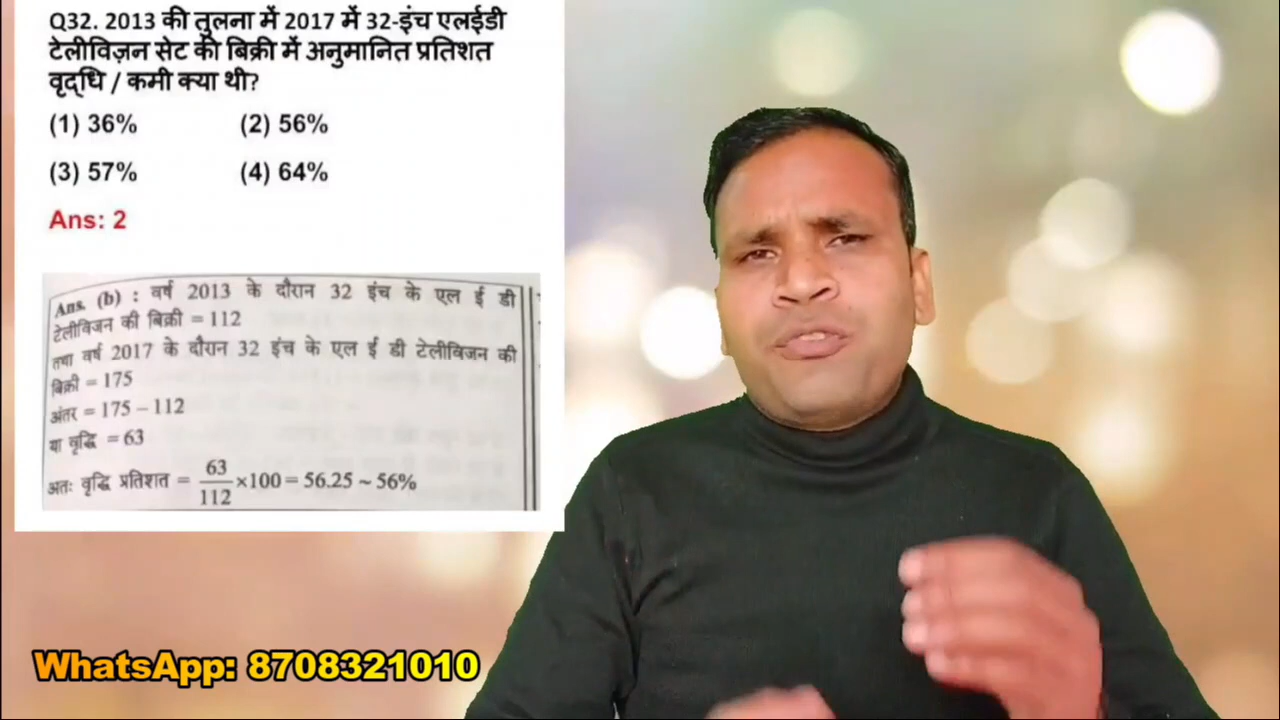 Q32. 2013 की तुलना में 2017 में 32-इंच एलईडी
टेलीविज़न सेट की बिक्री में अनुमानित प्रतिशत
वृद्धि / कमी क्या थी?
(1) 36% (2) 56%
(3) 57% (4) 64%
Ans: 2
Ans. (b) : वर्ष 2013 के दौरान 32 इंच के एल ई डी
टेलीविजन की बिक्री = 112
तथा वर्ष 2017 के दौरान 32 इंच के एल ई डी टेलीविजन की
बिक्री = 175
अंतर = 175 – 112
या वृद्धि = 63
अतः वृद्धि प्रतिशत = 63/112 ×100 = 56.25 ~ 56%
WhatsApp: 8708321010